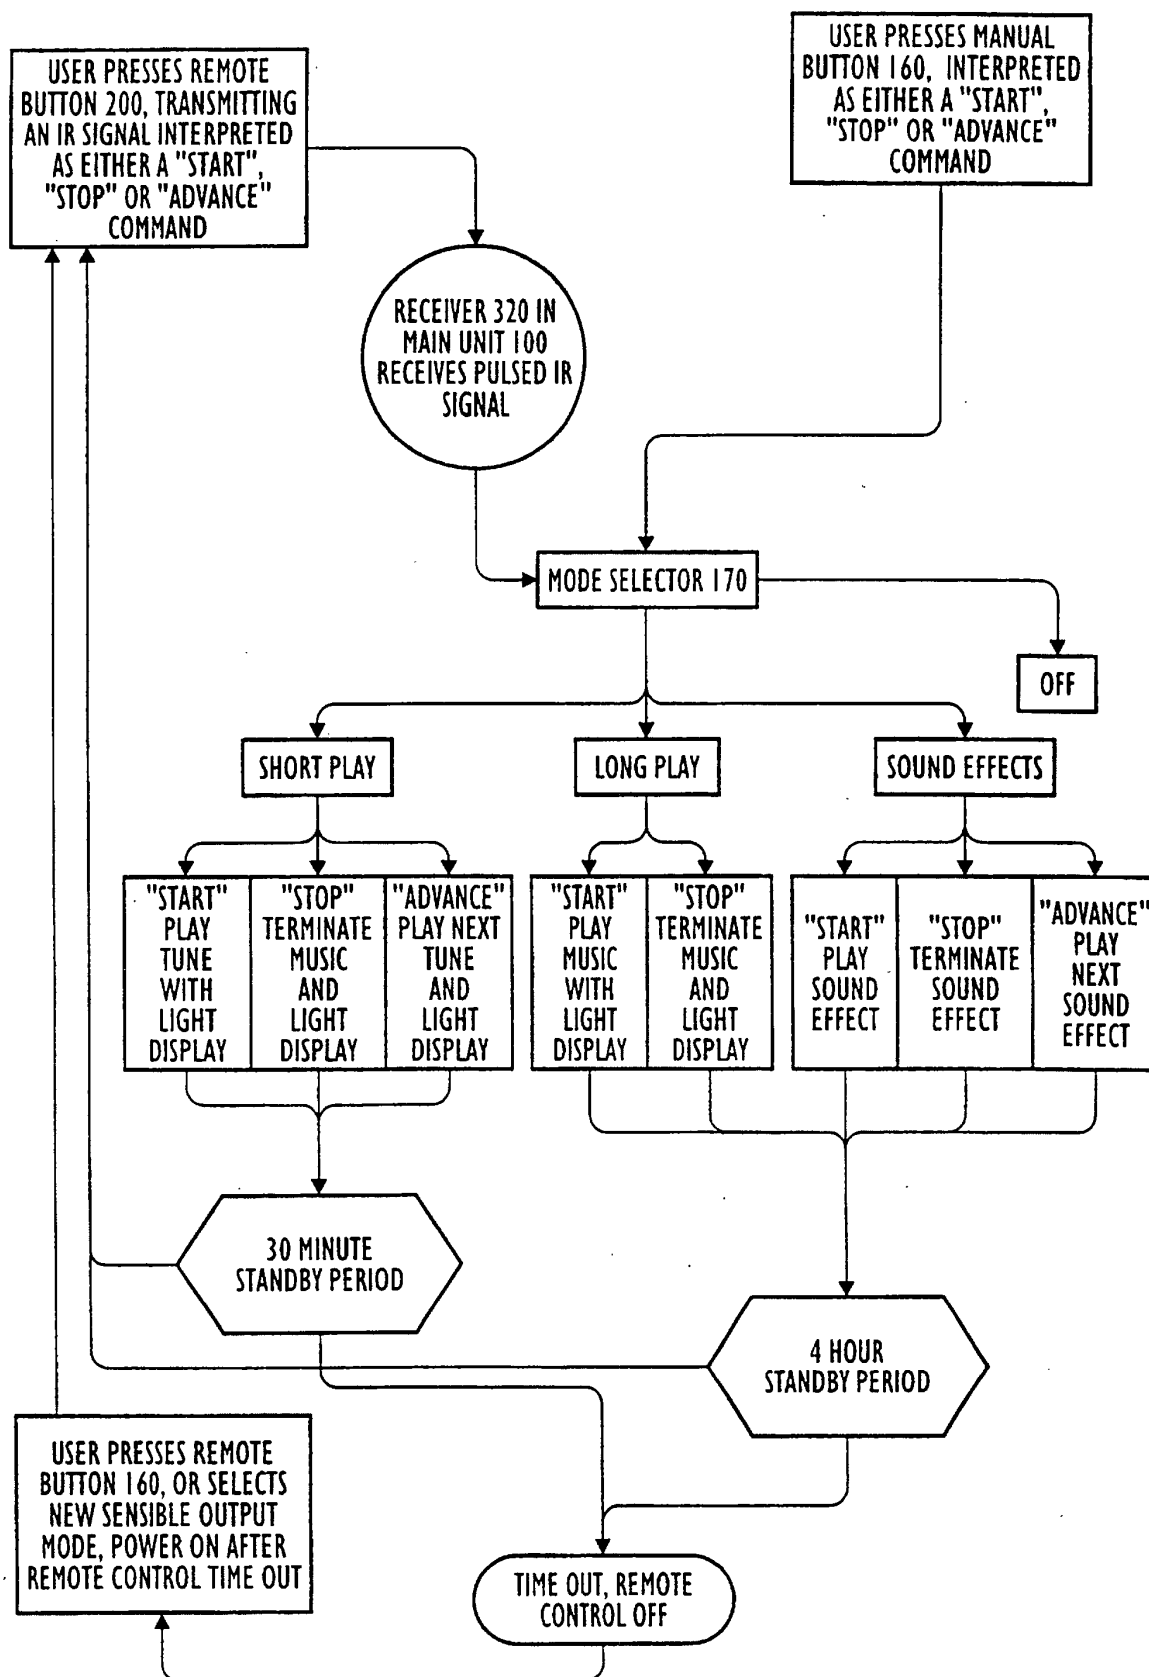 USER PRESSES REMOTE
BUTTON 200, TRANSMITTING
AN IR SIGNAL INTERPRETED
AS EITHER A "START",
"STOP" OR "ADVANCE"
COMMAND
USER PRESSES MANUAL
BUTTON 160, INTERPRETED
AS EITHER A "START",
"STOP" OR "ADVANCE"
COMMAND
RECEIVER 320 IN
MAIN UNIT 100
RECEIVES PULSED IR
SIGNAL
MODE SELECTOR 170
OFF
SHORT PLAY
LONG PLAY
SOUND EFFECTS
"START"
PLAY
TUNE
WITH
LIGHT
DISPLAY
"STOP"
TERMINATE
MUSIC
AND
LIGHT
DISPLAY
"ADVANCE"
PLAY NEXT
TUNE
AND
LIGHT
DISPLAY
"START"
PLAY
MUSIC
WITH
LIGHT
DISPLAY
"STOP"
TERMINATE
MUSIC
AND
LIGHT
DISPLAY
"START"
PLAY
SOUND
EFFECT
"STOP"
TERMINATE
SOUND
EFFECT
"ADVANCE"
PLAY
NEXT
SOUND
EFFECT
30 MINUTE
STANDBY PERIOD
4 HOUR
STANDBY PERIOD
USER PRESSES REMOTE
BUTTON 160, OR SELECTS
NEW SENSIBLE OUTPUT
MODE, POWER ON AFTER
REMOTE CONTROL TIME OUT
TIME OUT, REMOTE
CONTROL OFF